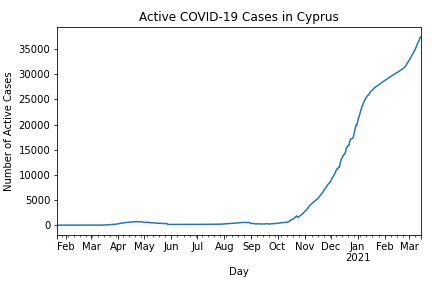 Active COVID-19 Cases in Cyprus
Number of Active Cases
35000
30000
25000
20000
15000
10000
5000
0
Feb Mar Apr May Jun Jul Aug Sep Oct Nov Dec Jan Feb Mar
2021
Day